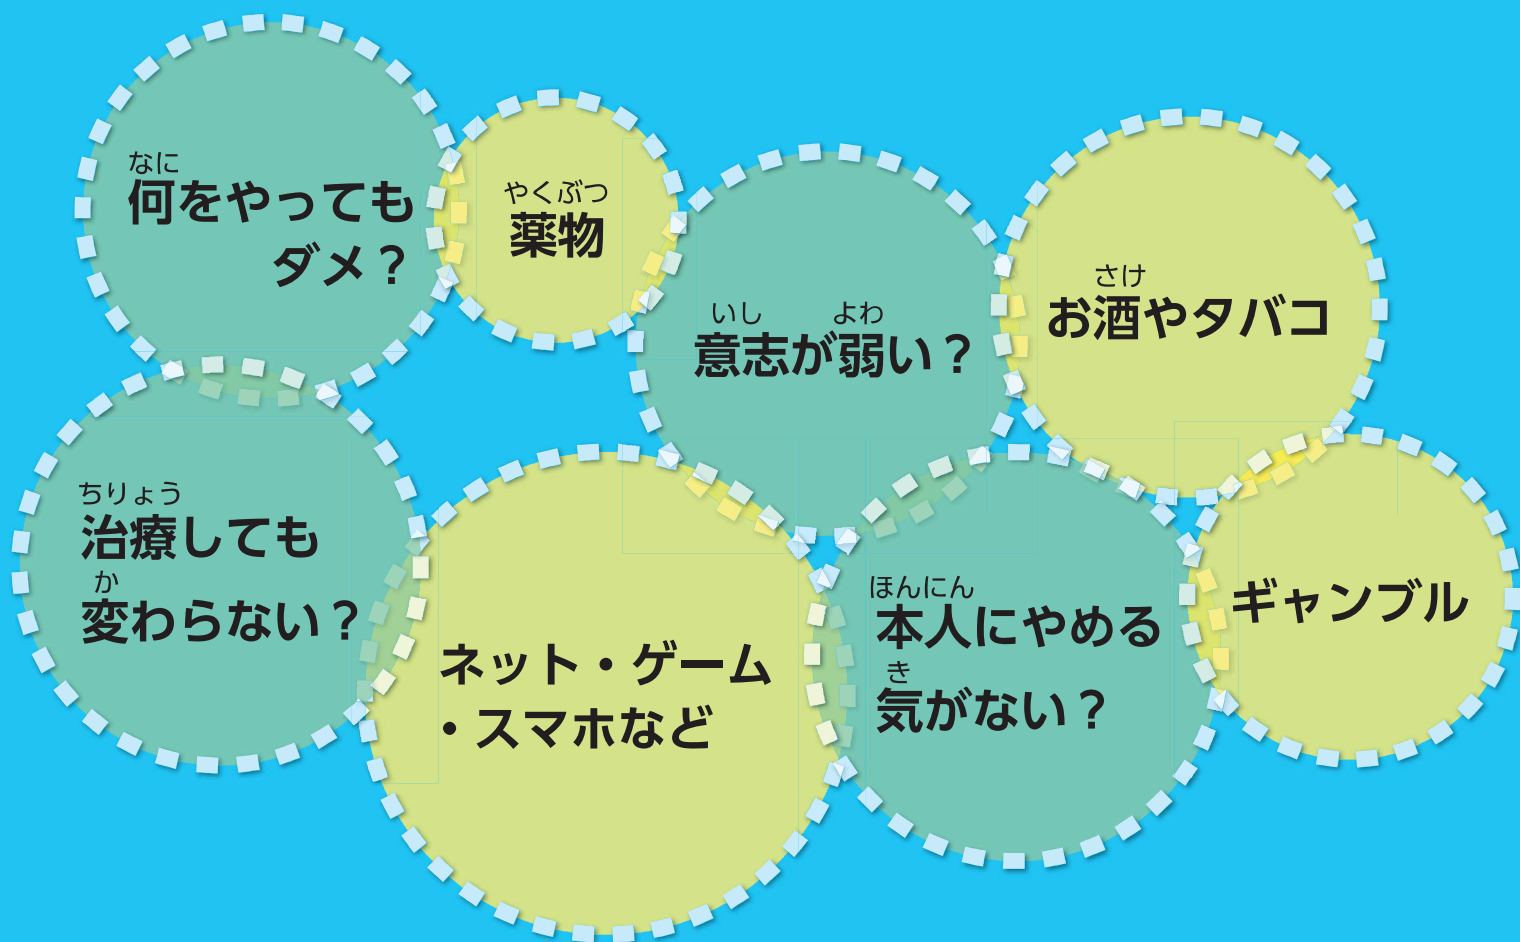 なに
何をやっても
ダメ？
やくぶつ
薬物
いし よわ
意志が弱い？
さけ
お酒やタバコ
ちりょう
治療しても
か
変わらない？
ネット・ゲーム
・スマホなど
ほんにん
本人にやめる
き
気がない？
ギャンブル